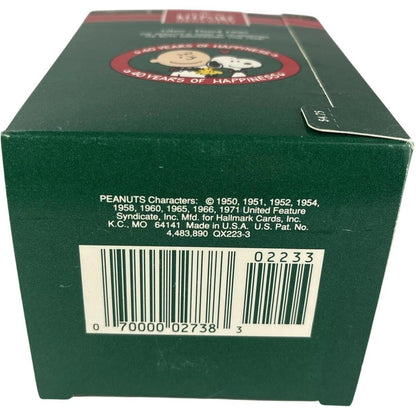 40 YEARS OF HAPPINESS
40 YEARS OF HAPPINESS
$4.75
PEANUTS Characters: © 1950, 1951, 1952, 1954,
1958, 1960, 1965, 1966, 1971 United Feature
Syndicate, Inc. Mfd. for Hallmark Cards, Inc.
K.C., MO 64141 Made in U.S.A. U.S. Pat. No.
4,483,890 QX223-3
02233
0 70000 02738 3